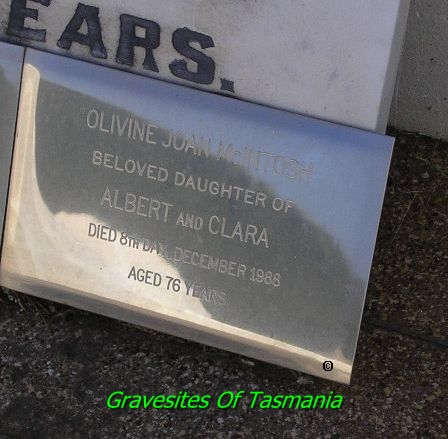 EARS.
OLIVINE JOAN McINTOSH
BELOVED DAUGHTER OF
ALBERT AND CLARA
DIED 8TH DAY, DECEMBER 1988
AGED 76 YEARS
©
Gravesites Of Tasmania